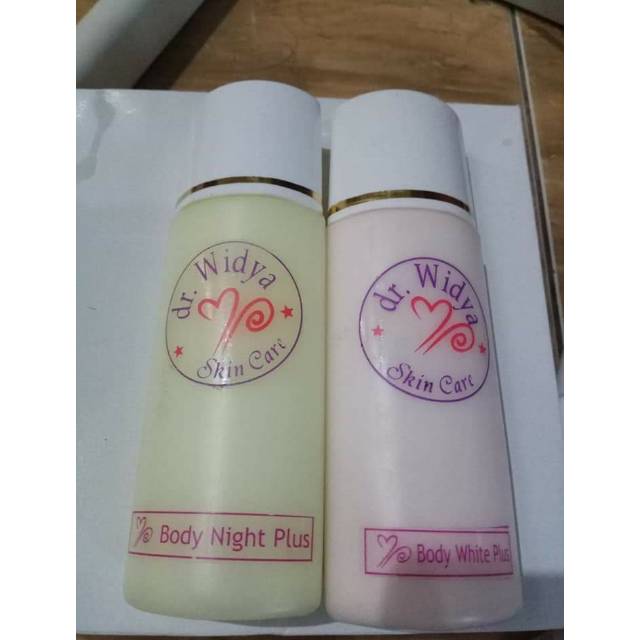 dr. Widya
Skin Care
Body Night Plus
dr. Widya
Skin Care
Body White Plus